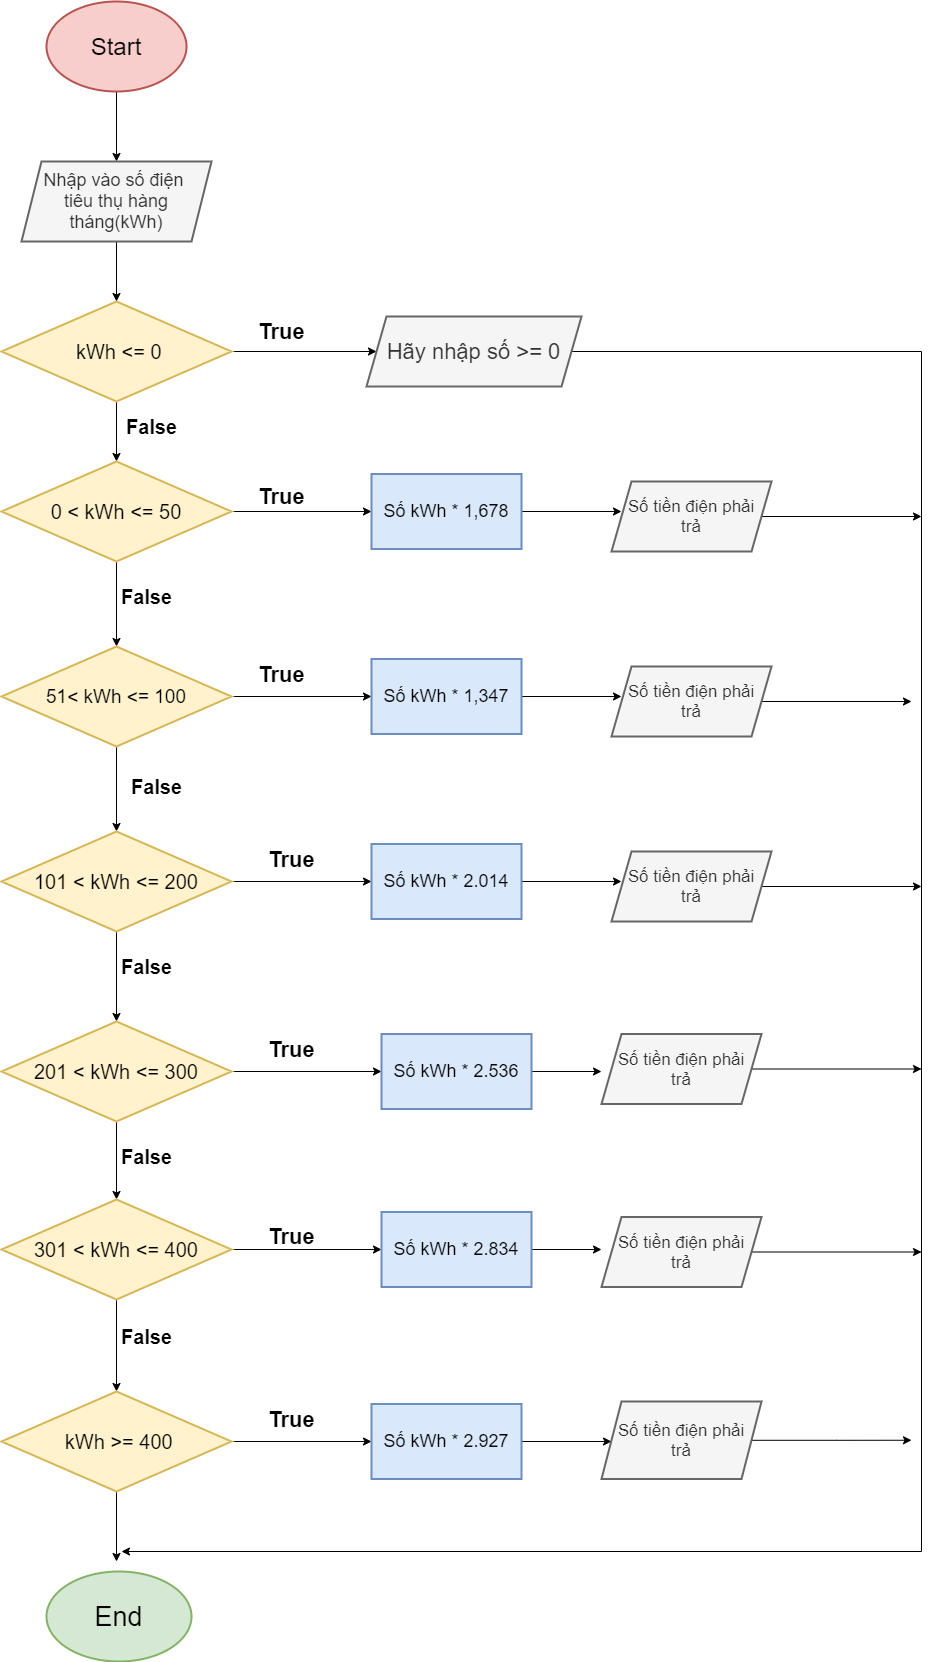 Start
Nhập vào số điện
tiêu thụ hàng
tháng(kWh)
kWh <= 0
True
Hãy nhập số >= 0
False
0 < kWh <= 50
True
Số kWh * 1,678
Số tiền điện phải
trả
False
51< kWh <= 100
True
Số kWh * 1,347
Số tiền điện phải
trả
False
101 < kWh <= 200
True
Số kWh * 2.014
Số tiền điện phải
trả
False
201 < kWh <= 300
True
Số kWh * 2.536
Số tiền điện phải
trả
False
301 < kWh <= 400
True
Số kWh * 2.834
Số tiền điện phải
trả
False
kWh >= 400
True
Số kWh * 2.927
Số tiền điện phải
trả
End